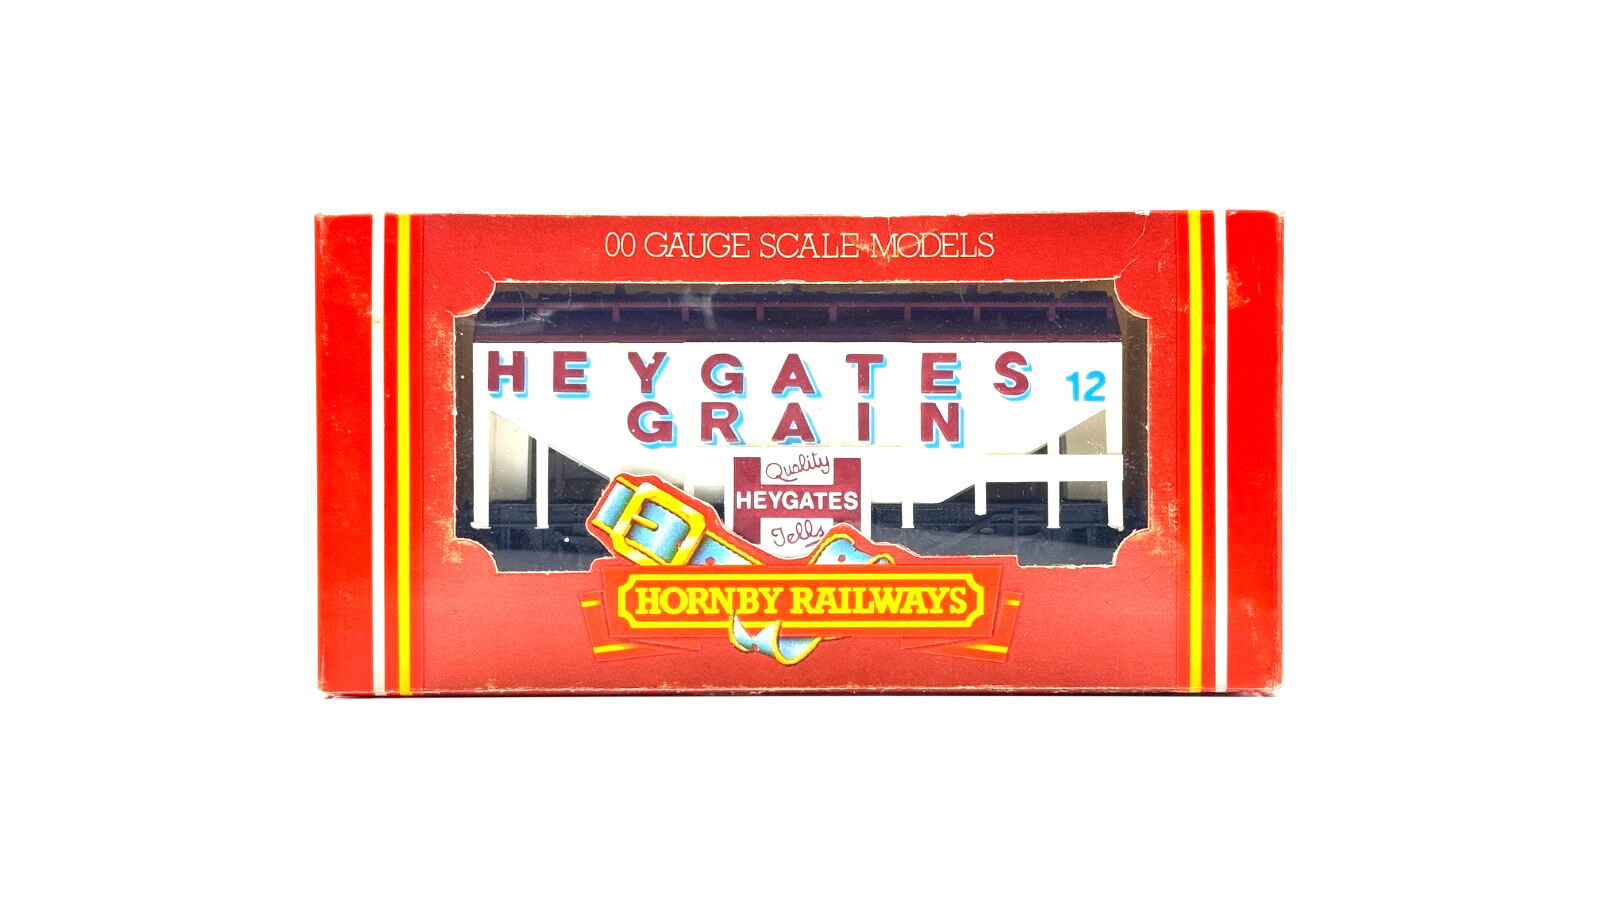 00 GAUGE SCALE MODELS
HEYGATES 12
GRAIN
Quality
HEYGATES
Tells
HORNBY RAILWAYS